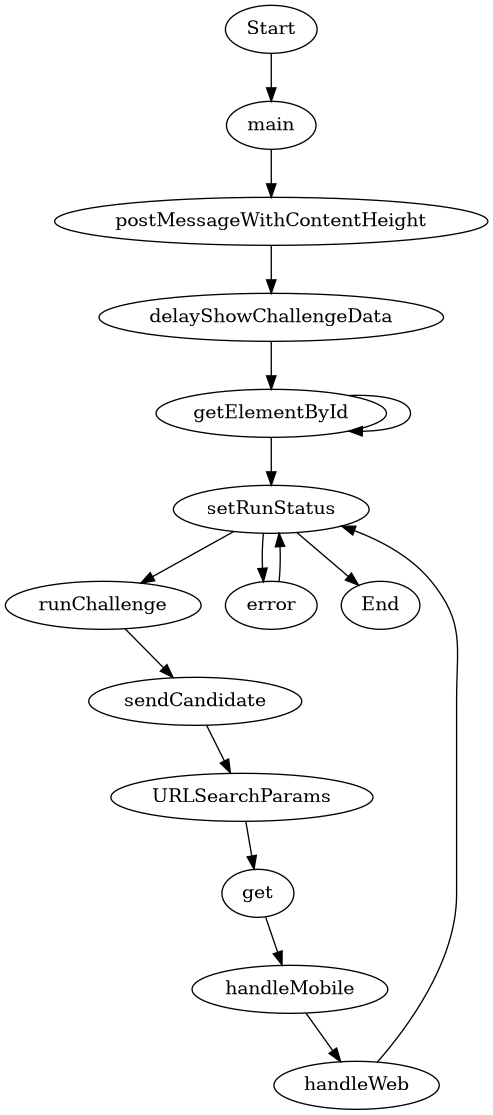 Start
main
postMessageWithContentHeight
delayShowChallengeData
getElementById
setRunStatus
runChallenge
error
End
sendCandidate
URLSearchParams
get
handleMobile
handleWeb